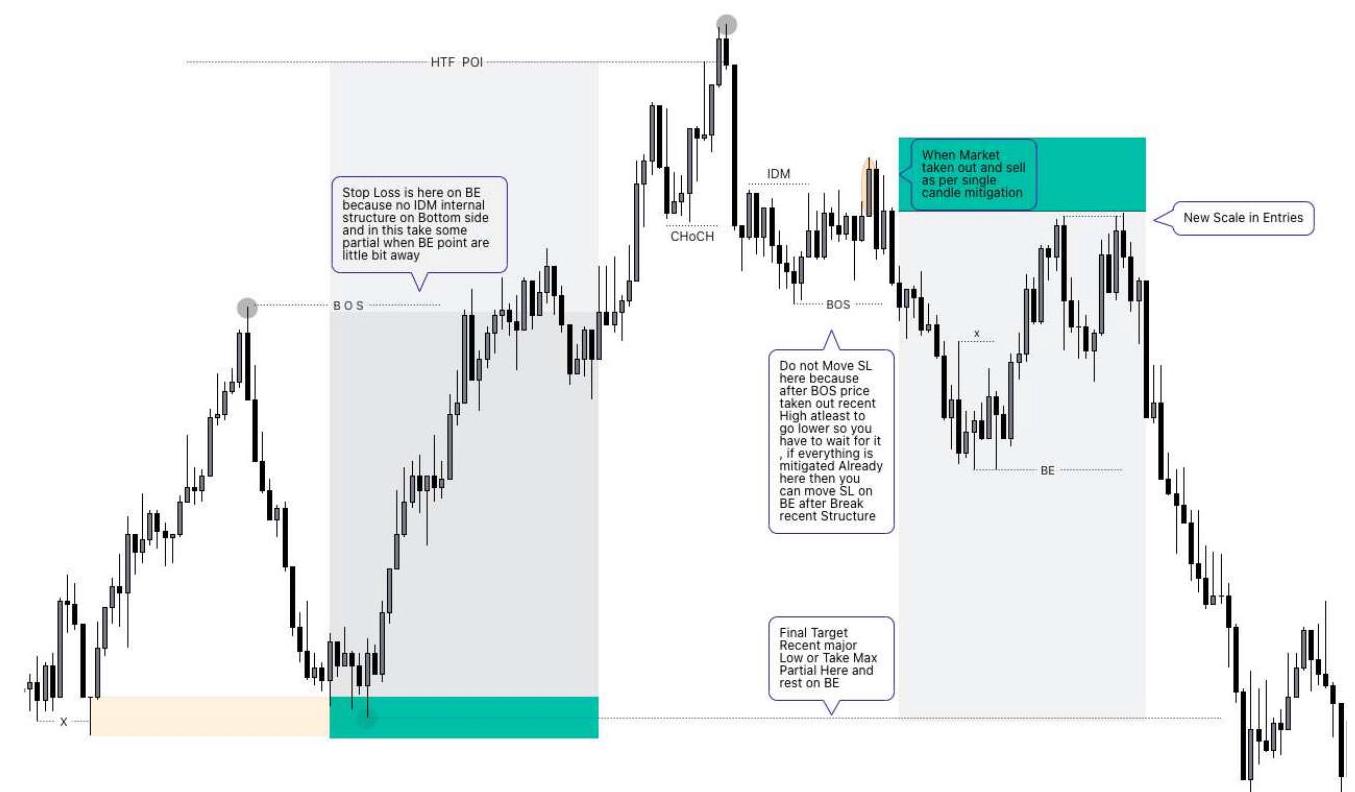 HTF POI
When Market
taken out and sell
as per single
candle mitigation
IDM
Stop Loss is here on BE
because no IDM internal
structure on Bottom side
and in this take some
partial when BE point are
little bit away
New Scale in Entries
CHoCH
BOS
BOS
x
Do not Move SL
here because
after BOS price
taken out recent
High atleast to
go lower so you
have to wait for it
, if everything is
mitigated Already
here then you
can move SL on
BE after Break
recent Structure
BE
Final Target
Recent major
Low or Take Max
Partial Here and
rest on BE
X